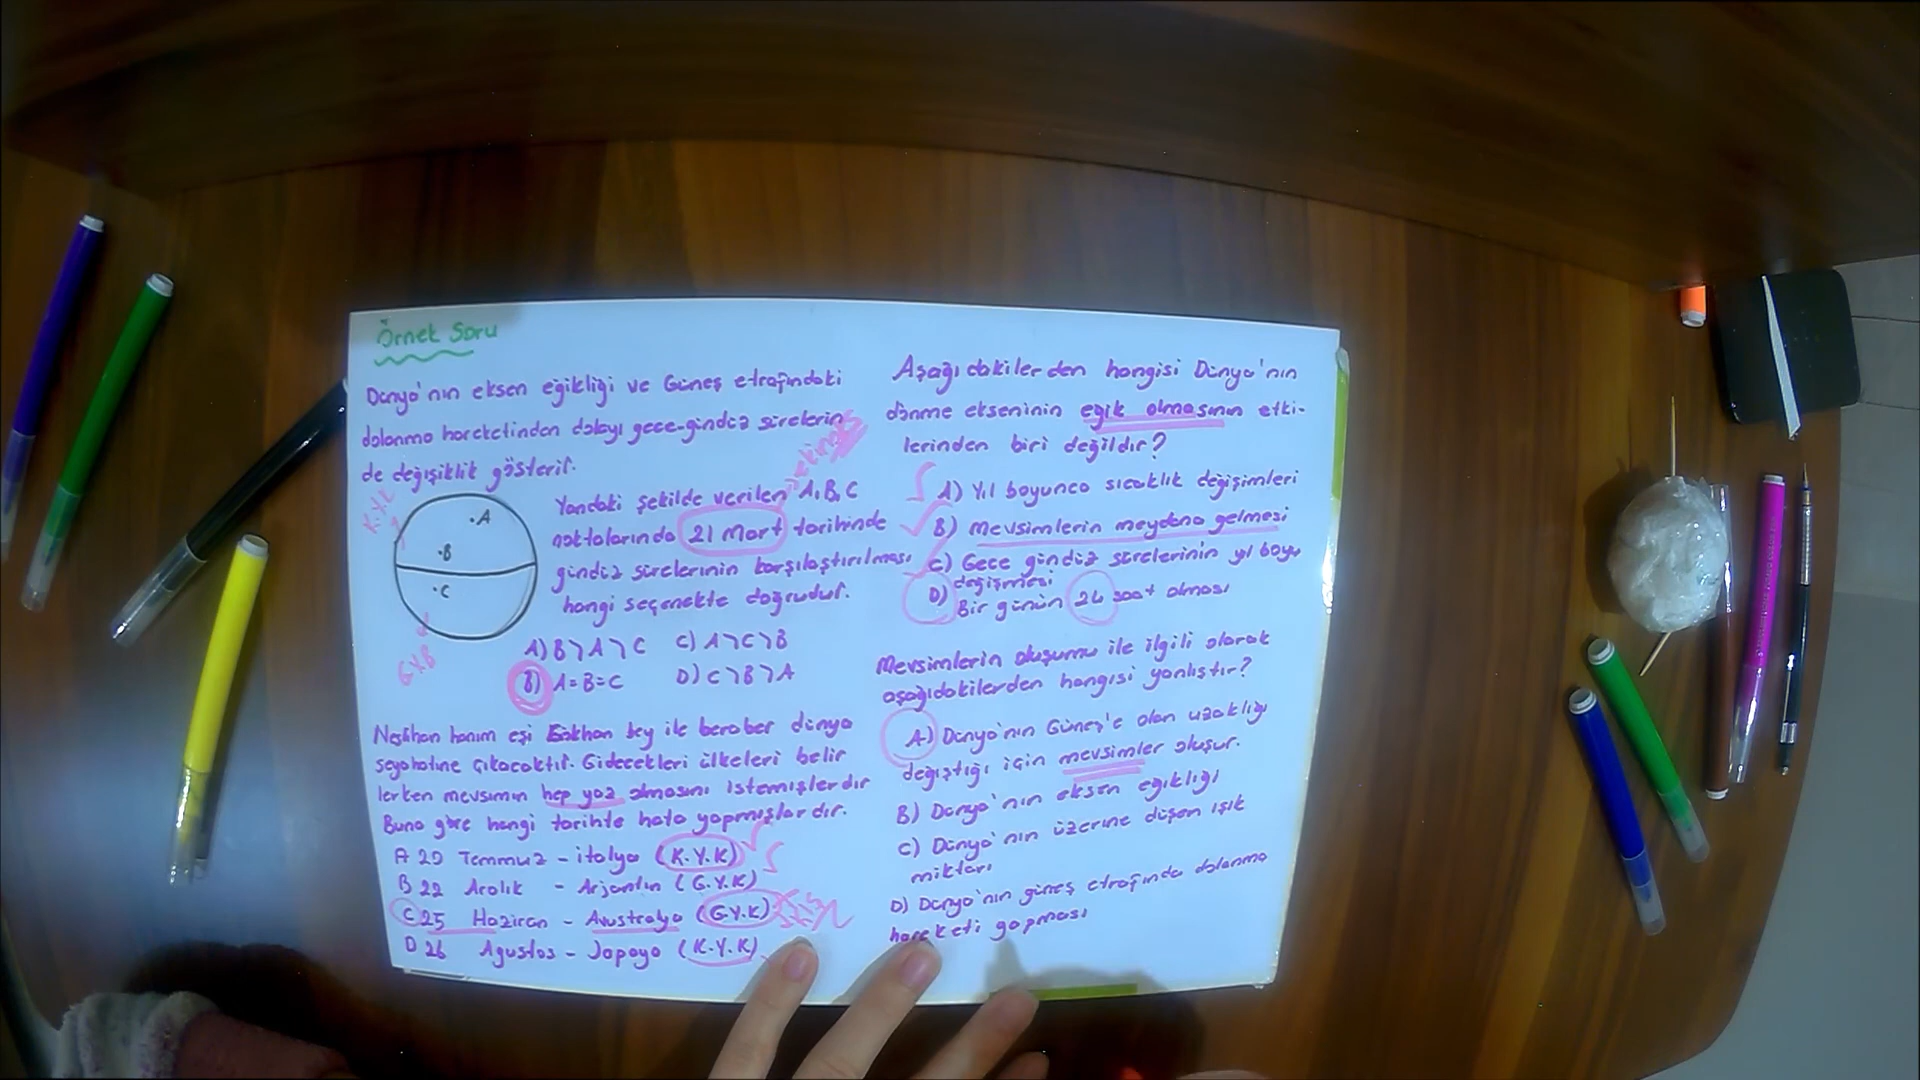 Örnek Soru
Dünya'nın eksen eğikliği ve Güneş etrafındaki
dolanma hareketinden dolayı gece-gündüz sürelerin
de değişiklik gösterir.
K.Y.K
A
B
C
G.Y.K
Yandaki şekilde verilen A, B, C
noktalarında 21 Mart tarihinde
gündüz sürelerinin karşılaştırılması
hangi seçenekte doğrudur.
A) B > A > C C) A > C > B
B) A = B = C D) C > B > A
Neslihan hanım eşi Gökhan bey ile beraber dünya
seyahatine çıkacaktır. Gidecekleri ülkeleri belir
lerken mevsimin hep yaz olmasını istemişlerdir
Buna göre hangi tarihte hata yapmışlardır.
A 20 Temmuz - italya (K.Y.K)
B 22 Aralık - Arjantin (G.Y.K)
C 25 Haziran - Avustralya (G.Y.K)
D 26 Ağustos - Japoya (K.Y.K)
Aşağıdakilerden hangisi Dünya'nın
dönme ekseninin eğik olmasının etki-
lerinden biri değildir?
A) Yıl boyunca sıcaklık değişimleri
B) Mevsimlerin meydana gelmesi
C) Gece gündüz sürelerinin yıl boyu
değişmesi
D) Bir günün 24 saat olması
Mevsimlerin oluşumu ile ilgili olarak
aşağıdakilerden hangisi yanlıştır?
A) Dünya'nın Güneş'e olan uzaklığı
değiştiği için mevsimler oluşur.
B) Dünya'nın eksen eğikliği
C) Dünya'nın üzerine düşen ışık
miktarı
D) Dünya'nın güneş etrafında dolanma
hareketi yapması